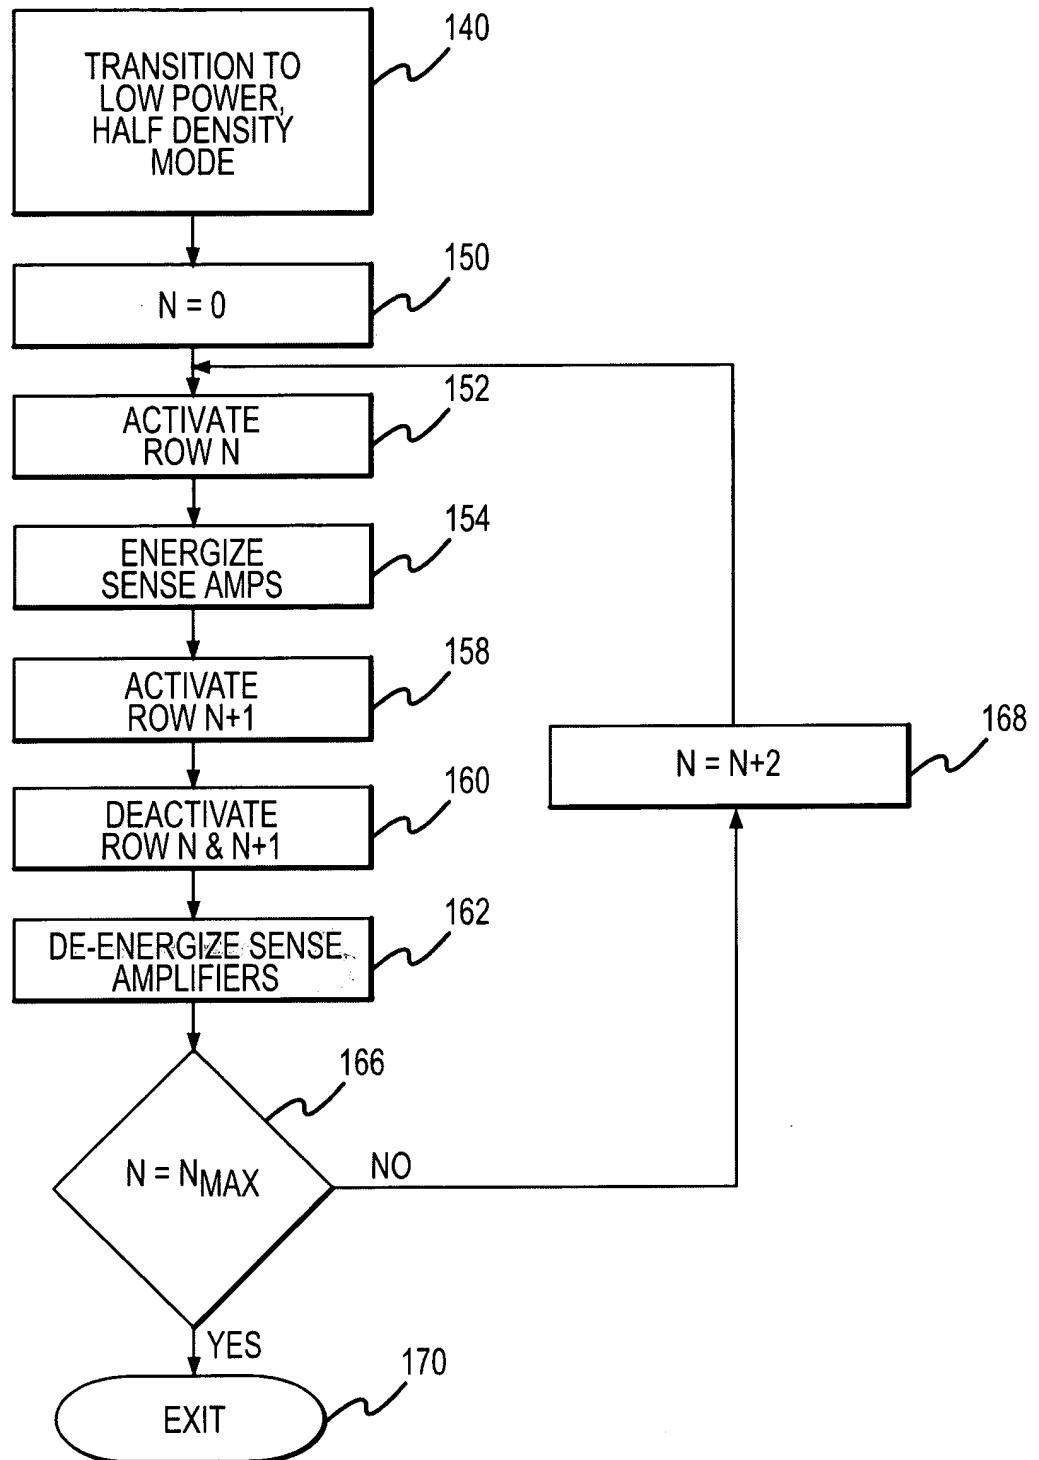 TRANSITION TO
LOW POWER,
HALF DENSITY
MODE
140
N = 0
150
ACTIVATE
ROW N
152
ENERGIZE
SENSE AMPS
154
ACTIVATE
ROW N+1
158
N = N+2
168
DEACTIVATE
ROW N & N+1
160
DE-ENERGIZE SENSE
AMPLIFIERS
162
N = NMAX
166
NO
YES
EXIT
170